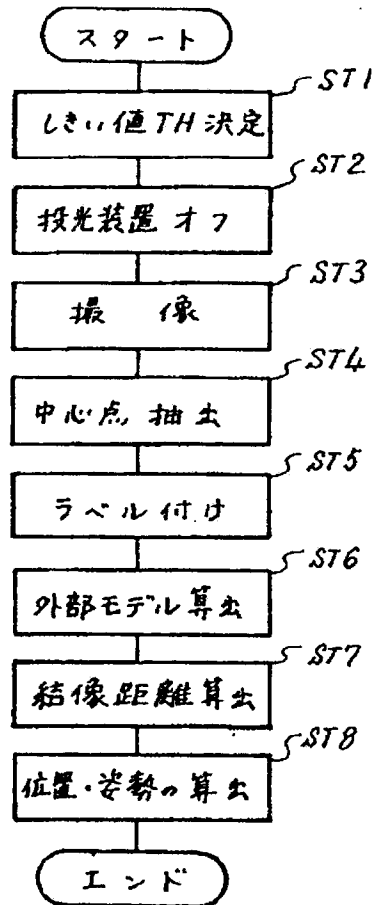 スタート
ST1
しきい値TH決定
ST2
投光装置オフ
ST3
撮像
ST4
中心点抽出
ST5
ラベル付け
ST6
外部モデル算出
ST7
結像距離算出
ST8
位置・姿勢の算出
エンド